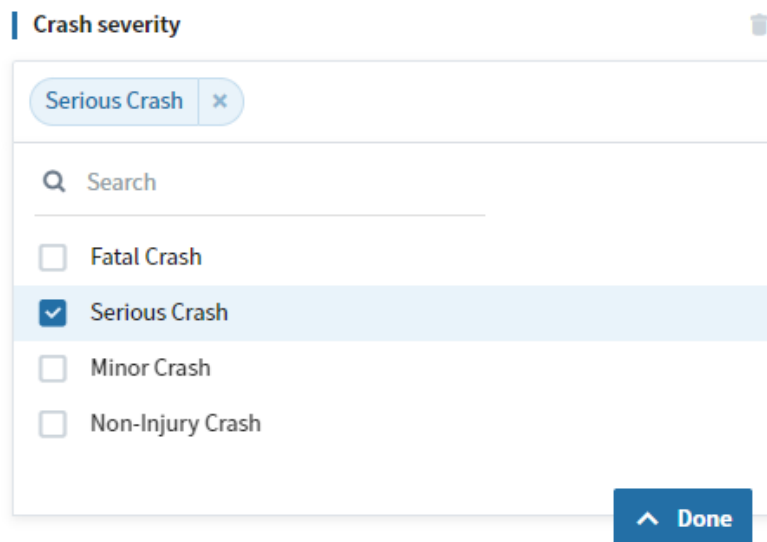 Crash severity
Serious Crash
Search
Fatal Crash
Serious Crash
Minor Crash
Non-Injury Crash
Done